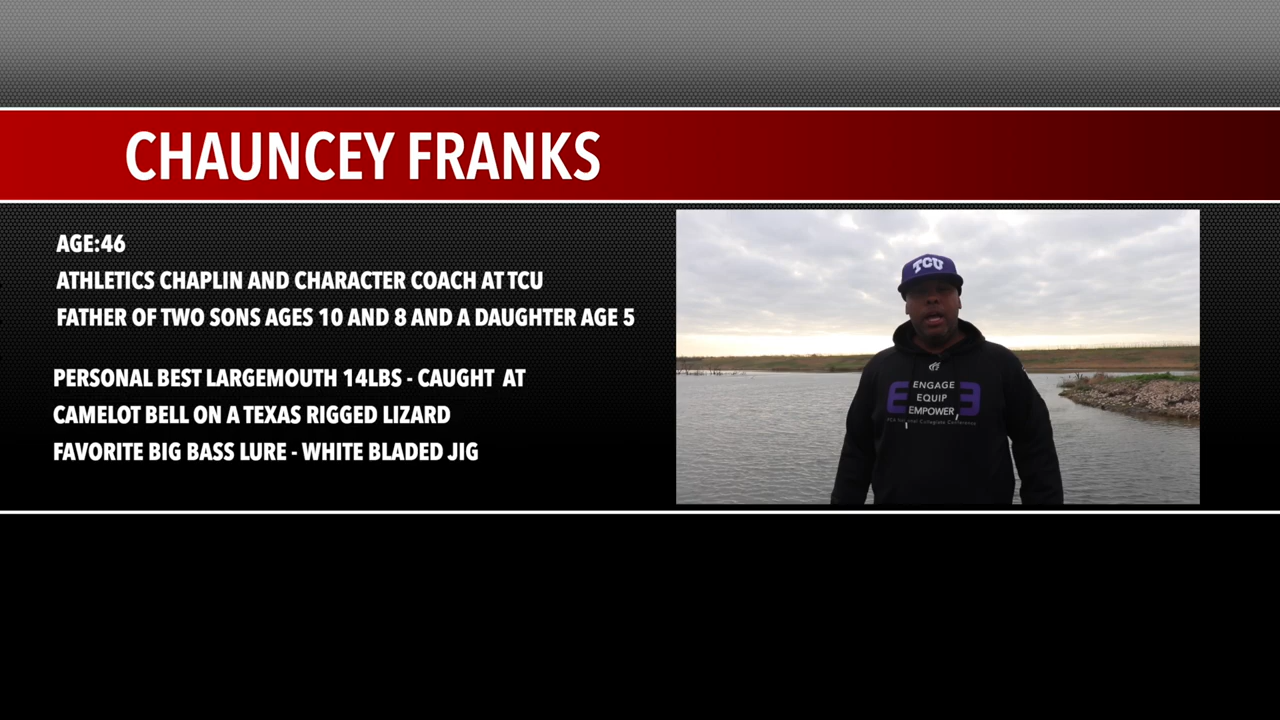 CHAUNCEY FRANKS
AGE:46
ATHLETICS CHAPLIN AND CHARACTER COACH AT TCU
FATHER OF TWO SONS AGES 10 AND 8 AND A DAUGHTER AGE 5
PERSONAL BEST LARGEMOUTH 14LBS - CAUGHT AT
CAMELOT BELL ON A TEXAS RIGGED LIZARD
FAVORITE BIG BASS LURE - WHITE BLADED JIG
TCU
ENGAGE
EQUIP
EMPOWER
Collegiate Conference